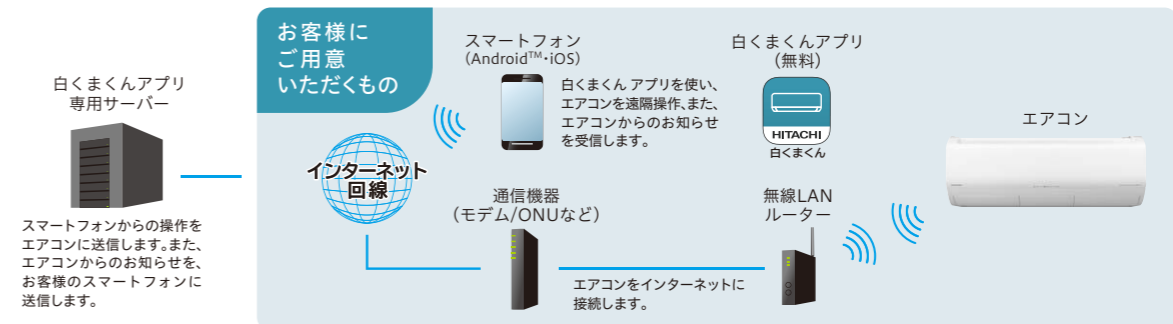 白くまくんアプリ
専用サーバー
スマートフォンからの操作を
エアコンに送信します。また、
エアコンからのお知らせを、
お客様のスマートフォンに
送信します。
お客様に
ご用意
いただくもの
インターネット
回線
スマートフォン
(Android™・iOS)
白くまくん アプリを使い、
エアコンを遠隔操作、また、
エアコンからのお知らせ
を受信します。
白くまくんアプリ
(無料)
HITACHI
白くまくん
通信機器
(モデム/ONUなど)
エアコンをインターネットに
接続します。
無線LAN
ルーター
エアコン